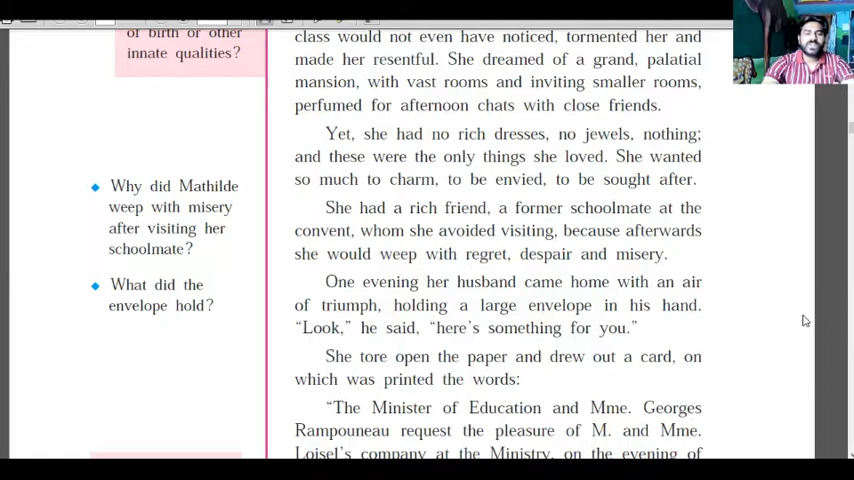 of birth or other
innate qualities?
Why did Mathilde
weep with misery
after visiting her
schoolmate?
What did the
envelope hold?
class would not even have noticed, tormented her and
made her resentful. She dreamed of a grand, palatial
mansion, with vast rooms and inviting smaller rooms,
perfumed for afternoon chats with close friends.
Yet, she had no rich dresses, no jewels, nothing;
and these were the only things she loved. She wanted
so much to charm, to be envied, to be sought after.
She had a rich friend, a former schoolmate at the
convent, whom she avoided visiting, because afterwards
she would weep with regret, despair and misery.
One evening her husband came home with an air
of triumph, holding a large envelope in his hand.
“Look,” he said, “here’s something for you.”
She tore open the paper and drew out a card, on
which was printed the words:
“The Minister of Education and Mme. Georges
Rampouneau request the pleasure of M. and Mme.
Loisel’s company at the Ministry, on the evening of